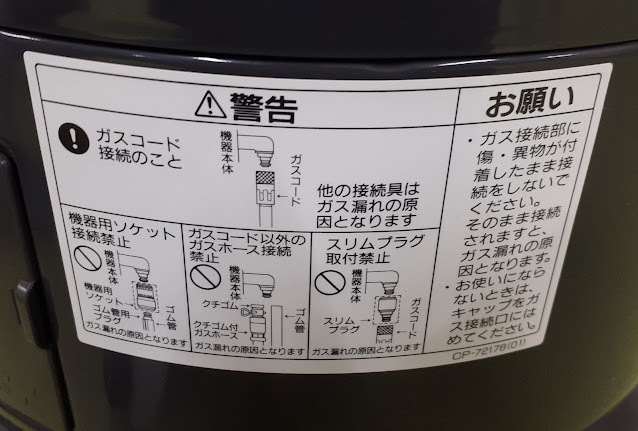 警告
ガスコード
接続のこと
機器本体
ガスコード
他の接続具は
ガス漏れの原
因となります
機器用ソケット
接続禁止
機器本体
機器用
ソケット
ゴム管用
プラグ
ゴム管
ガス漏れの原因となります
ガスコード以外の
ガスホース接続
禁止
機器本体
クチゴム
クチゴム付
ガスホース
ゴム管
ガス漏れの原因となります
スリムプラグ
取付禁止
機器本体
スリム
プラグ
ガスコード
ガス漏れの原因となります
お願い
・ガス接続部に
傷・異物が付
着したまま接
続をしないで
ください。
そのまま接続
されますと、
ガス漏れの原
因となります。
・お使いになら
ないときは、
キャップをガ
ス接続口には
めてください。
CP-72178(01)